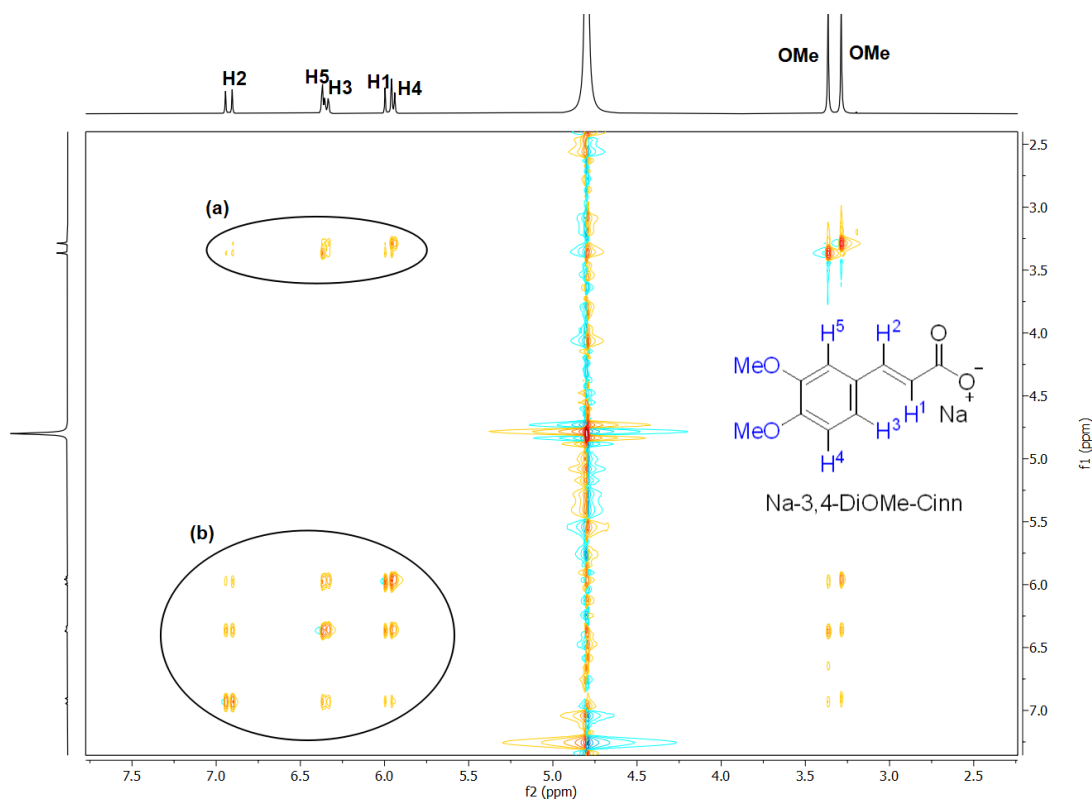 OMe OMe
H2 H5 H3 H1 H4
(a)
(b)
2.5
3.0
3.5
4.0
4.5
5.0
5.5
6.0
6.5
7.0
f1 (ppm)
H⁵ H² O
MeO O⁻
H¹ Na⁺
MeO H³
H⁴
Na-3,4-DiOMe-Cinn
7.5 7.0 6.5 6.0 5.5 5.0 4.5 4.0 3.5 3.0 2.5
f2 (ppm)